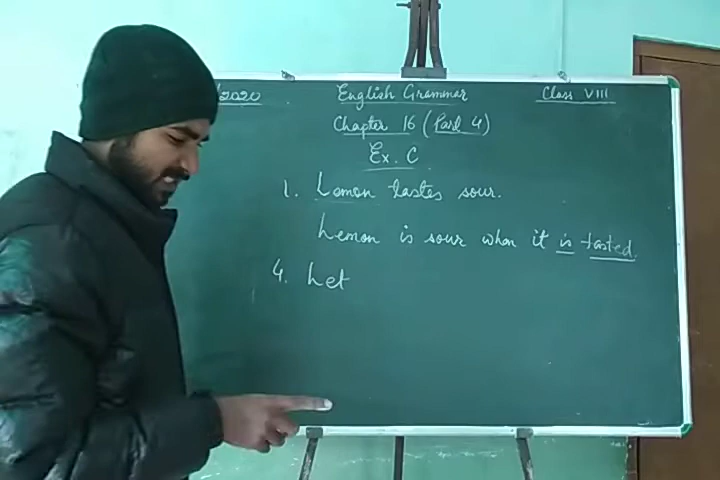 2020 English Grammar Class VIII
Chapter 16 (Part 4)
Ex. C
1. Lemon tastes sour.
Lemon is sour when it is tasted.
4. Let